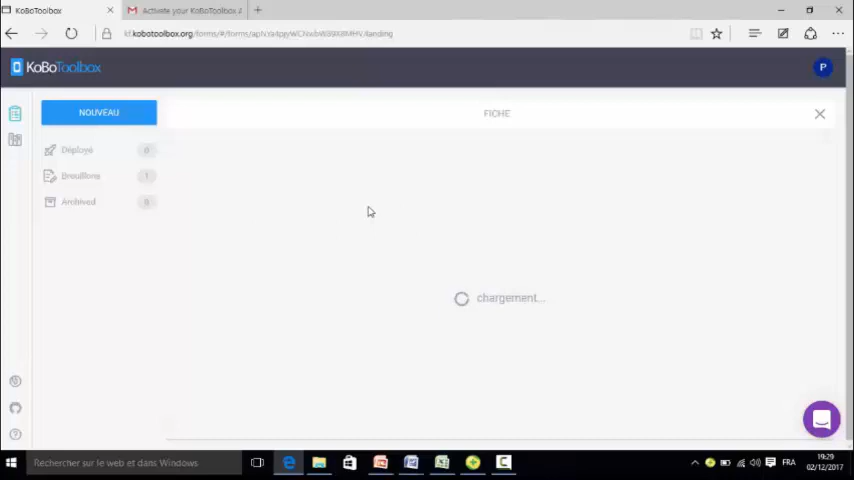 KoBoToolbox
Activate your KoBoToolbox A
kf.kobotoolbox.org/forms/#/forms/
/landing
KoBoToolbox
P
NOUVEAU
FICHE
Déployé 0
Brouillons 1
Archived 0
chargement...
Rechercher sur le web et dans Windows
FRA
19:29
02/12/2017